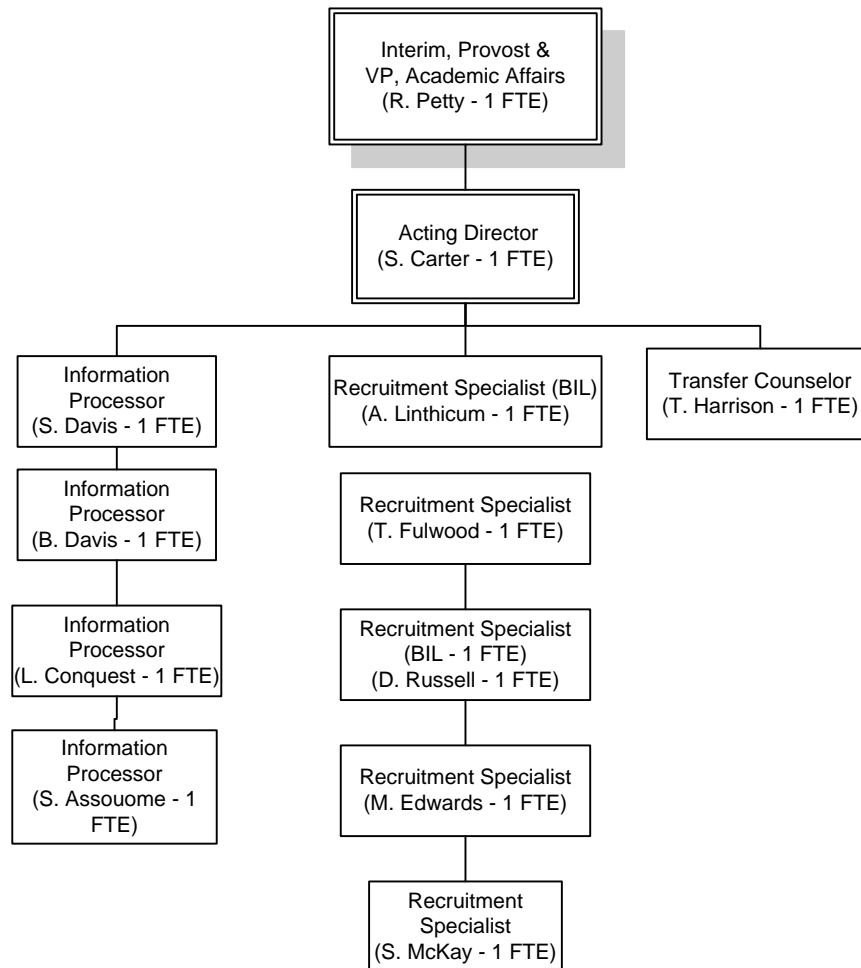 Interim, Provost &
VP, Academic Affairs
(R. Petty - 1 FTE)
Acting Director
(S. Carter - 1 FTE)
Information
Processor
(S. Davis - 1 FTE)
Recruitment Specialist (BIL)
(A. Linthicum - 1 FTE)
Transfer Counselor
(T. Harrison - 1 FTE)
Information
Processor
(B. Davis - 1 FTE)
Recruitment Specialist
(T. Fulwood - 1 FTE)
Information
Processor
(L. Conquest - 1 FTE)
Recruitment Specialist
(BIL - 1 FTE)
(D. Russell - 1 FTE)
Information
Processor
(S. Assouome - 1
FTE)
Recruitment Specialist
(M. Edwards - 1 FTE)
Recruitment
Specialist
(S. McKay - 1 FTE)